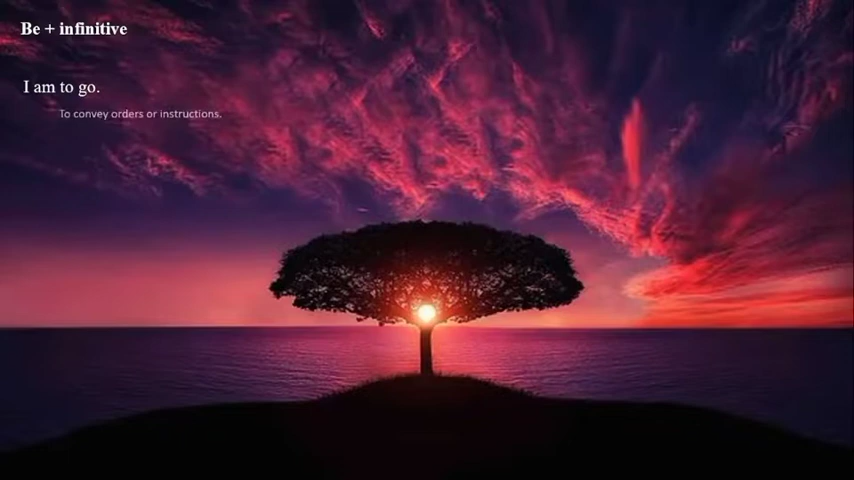 Be + infinitive
I am to go.
To convey orders or instructions.